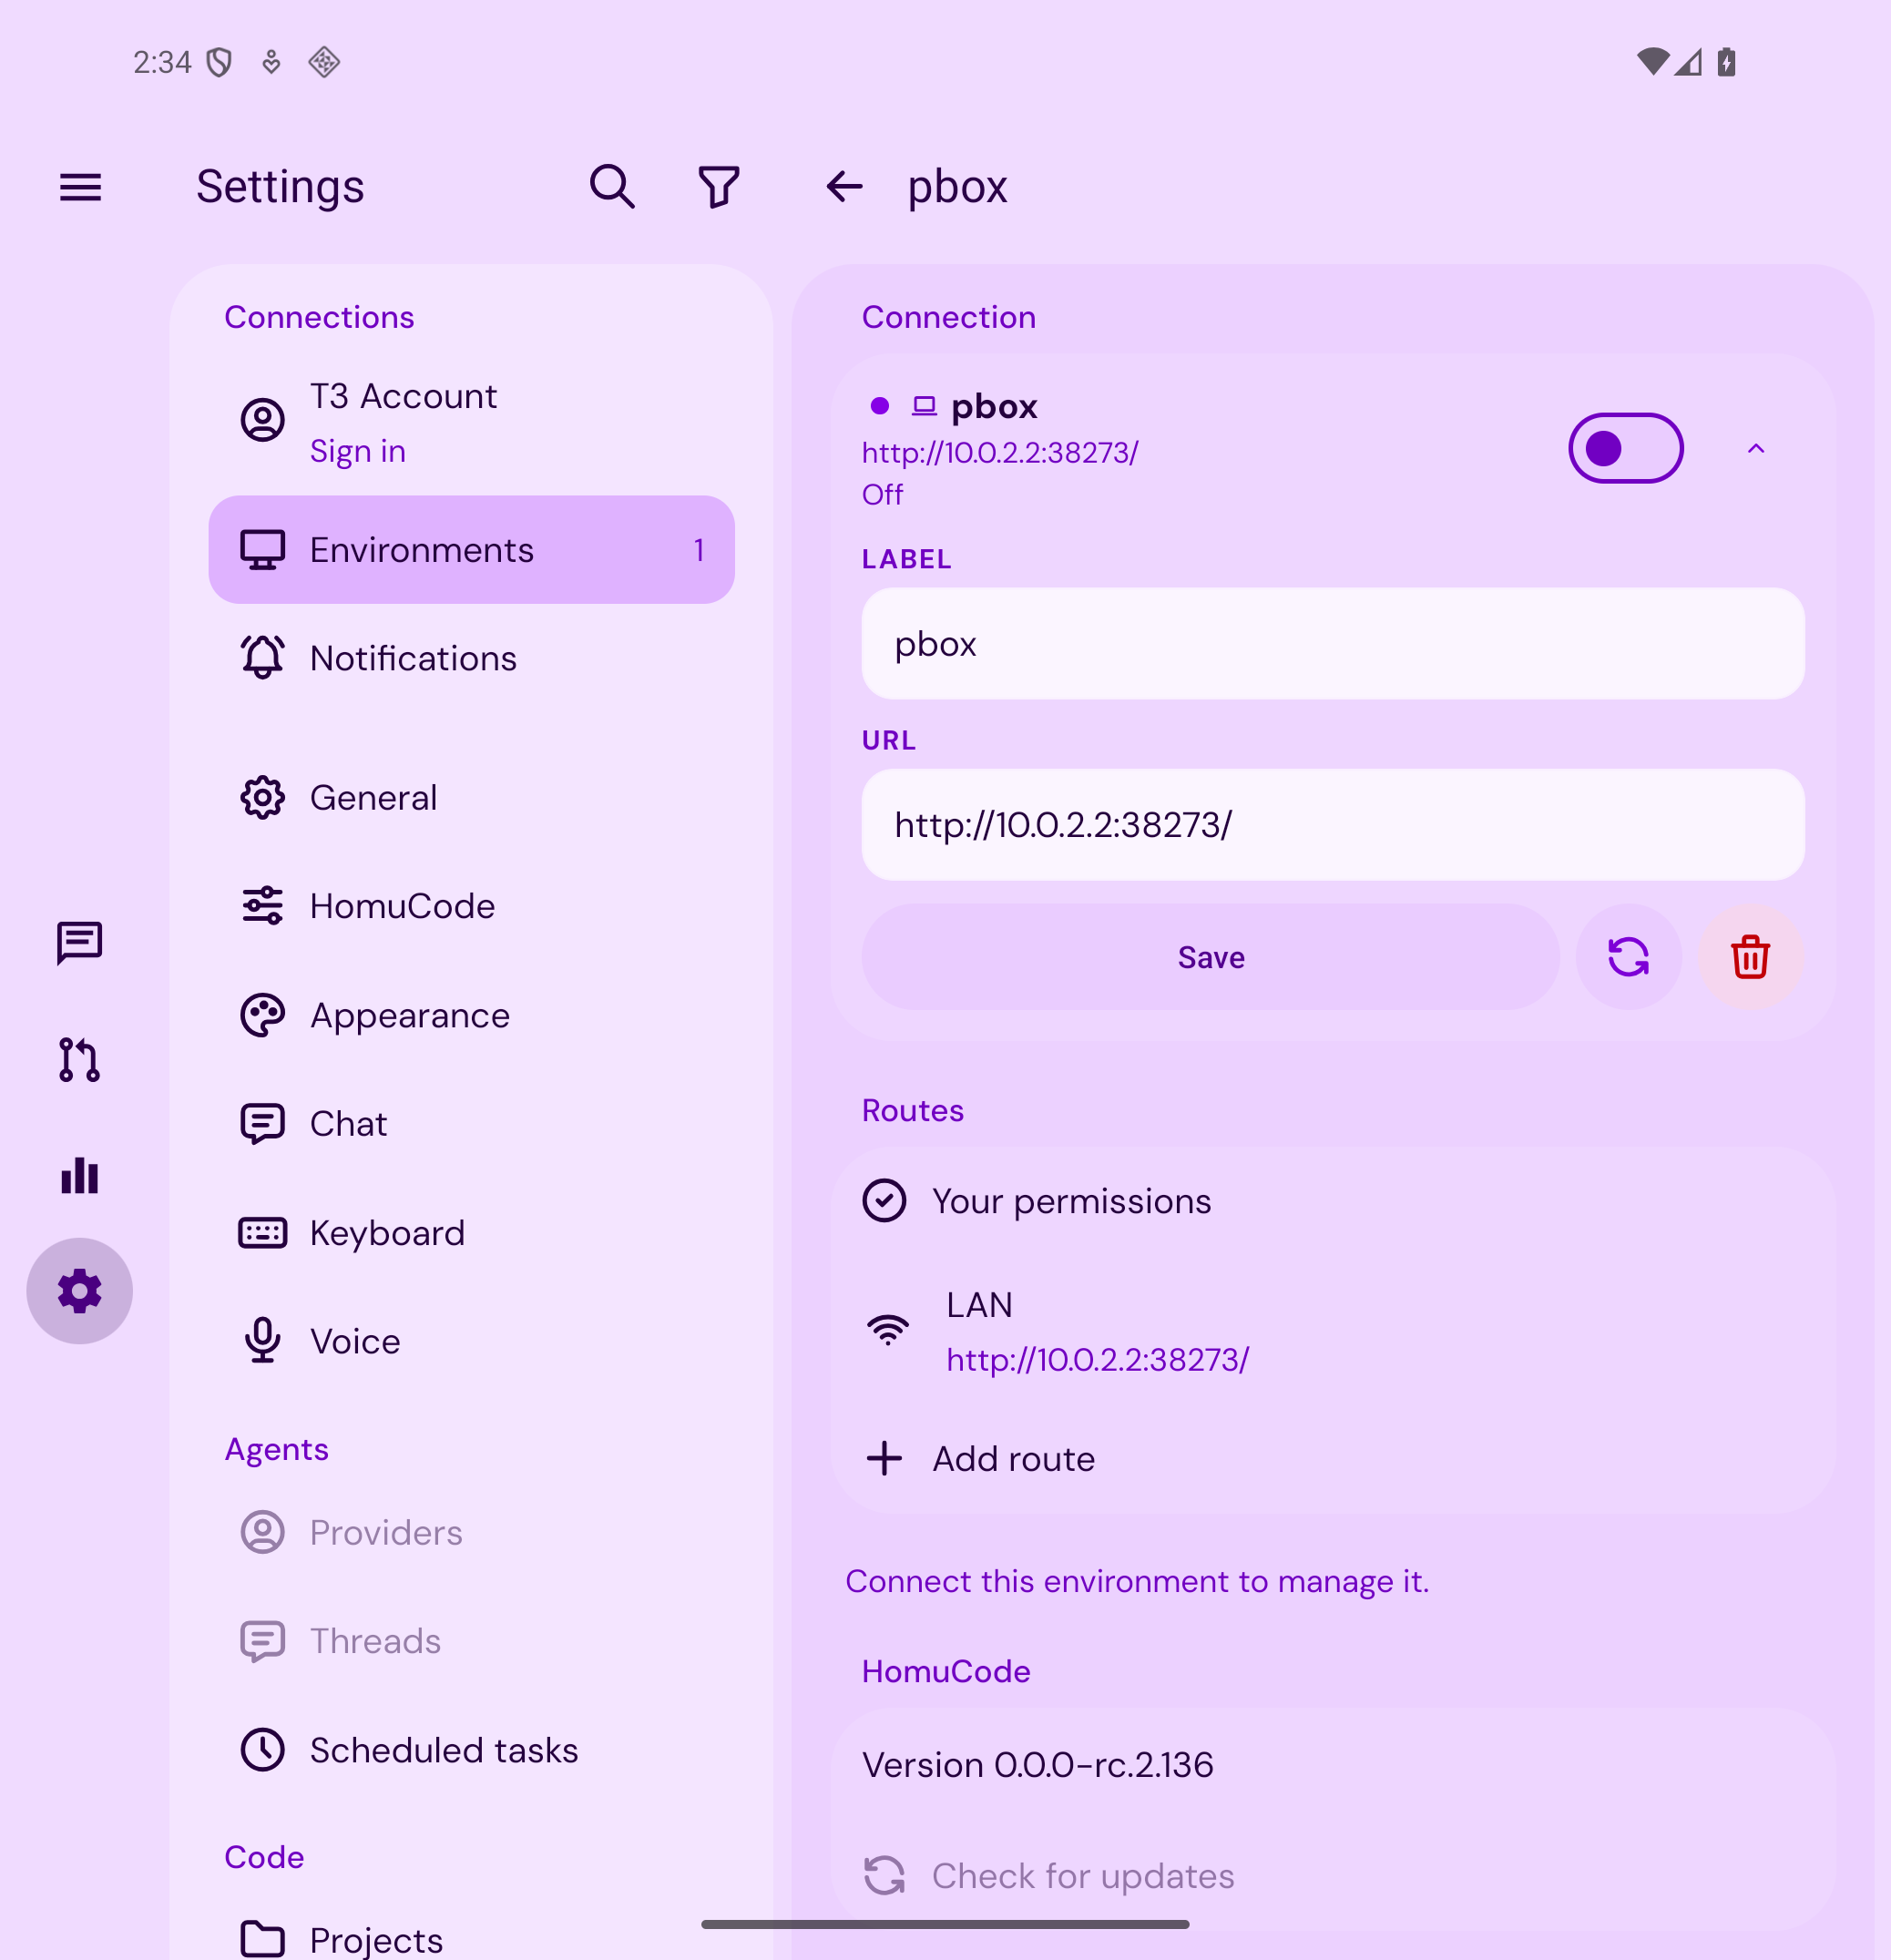 2:34
Settings
pbox
Connections
T3 Account
Sign in
Environments 1
Notifications
General
HomuCode
Appearance
Chat
Keyboard
Voice
Agents
Providers
Threads
Scheduled tasks
Code
Projects
Connection
pbox
http://10.0.2.2:38273/
Off
LABEL
pbox
URL
http://10.0.2.2:38273/
Save
Routes
Your permissions
LAN
http://10.0.2.2:38273/
Add route
Connect this environment to manage it.
HomuCode
Version 0.0.0-rc.2.136
Check for updates